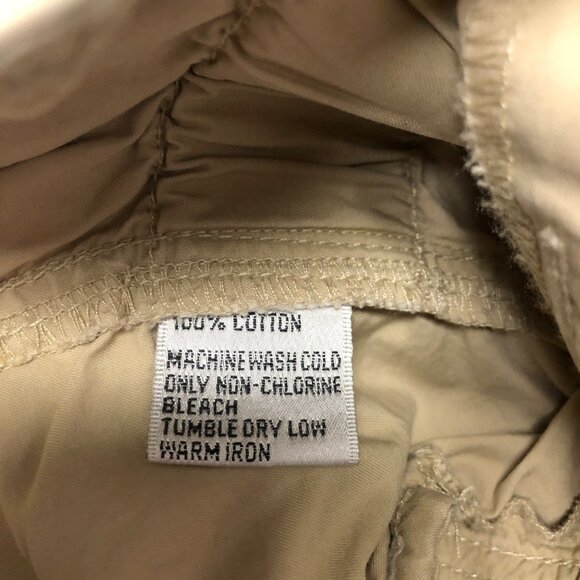 100% COTTON
MACHINE WASH COLD
ONLY NON-CHLORINE
BLEACH
TUMBLE DRY LOW
WARM IRON